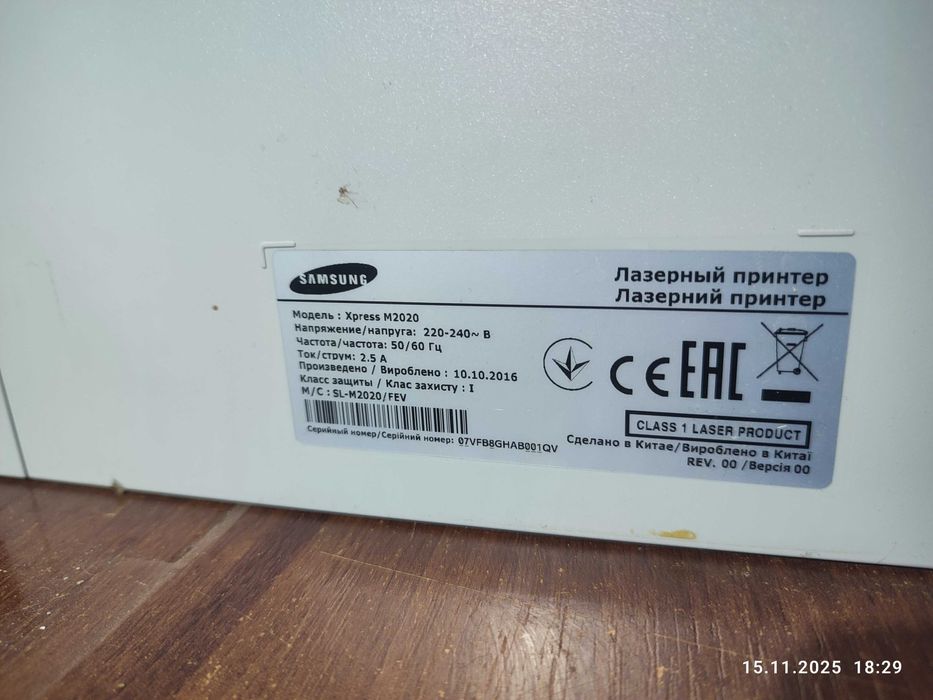 SAMSUNG
Лазерный принтер
Лазерний принтер
Модель : Xpress M2020
Напряжение/напруга: 220-240~ В
Частота/частота: 50/60 Гц
Ток/струм: 2.5 А
Произведено / Вироблено : 10.10.2016
Класс защиты / Клас захисту : I
M/C : SL-M2020/FEV
Серийный номер/Серійний номер: 07VFB8GHAB001QV
CE EAC
CLASS 1 LASER PRODUCT
Сделано в Китае/Вироблено в Китаї
REV. 00 /Версія 00
15.11.2025 18:29